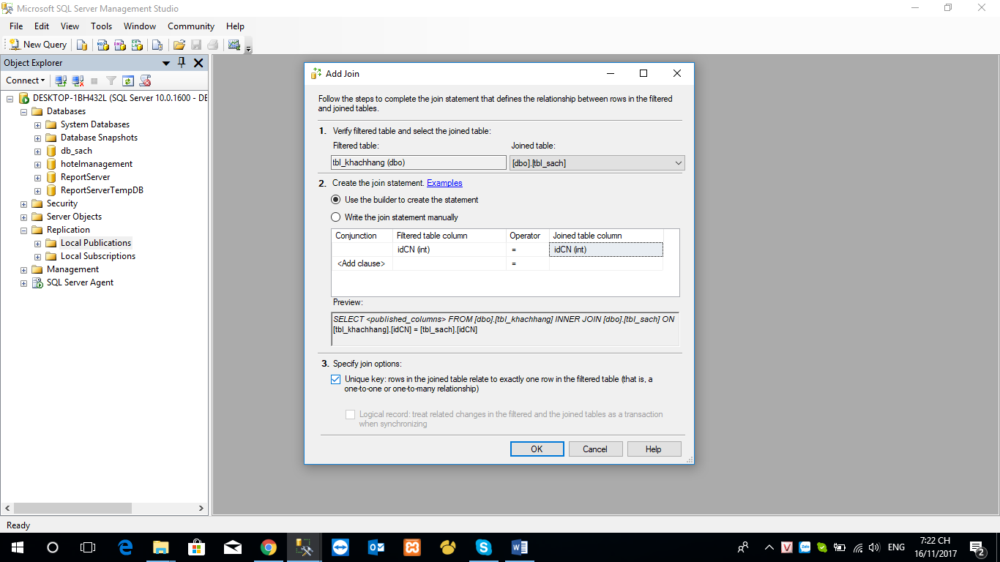 Microsoft SQL Server Management Studio
File Edit View Tools Window Community Help
New Query
Object Explorer
Connect
DESKTOP-1BH432L (SQL Server 10.0.1600 - DE
Databases
System Databases
Database Snapshots
db_sach
hotelmanagement
ReportServer
ReportServerTempDB
Security
Server Objects
Replication
Local Publications
Local Subscriptions
Management
SQL Server Agent
Add Join
Follow the steps to complete the join statement that defines the relationship between rows in the filtered
and joined tables.
1. Verify filtered table and select the joined table:
Filtered table: Joined table:
tbl_khachhang (dbo) [dbo].[tbl_sach]
2. Create the join statement. Examples
Use the builder to create the statement
Write the join statement manually
Conjunction Filtered table column Operator Joined table column
idCN (int) = idCN (int)
<Add clause> =
Preview:
SELECT <published_columns> FROM [dbo].[tbl_khachhang] INNER JOIN [dbo].[tbl_sach] ON
[tbl_khachhang].[idCN] = [tbl_sach].[idCN]
3. Specify join options:
Unique key: rows in the joined table relate to exactly one row in the filtered table (that is, a
one-to-one or one-to-many relationship)
Logical record: treat related changes in the filtered and the joined tables as a transaction
when synchronizing
OK Cancel Help
Ready
ENG
7:22 CH
16/11/2017
2